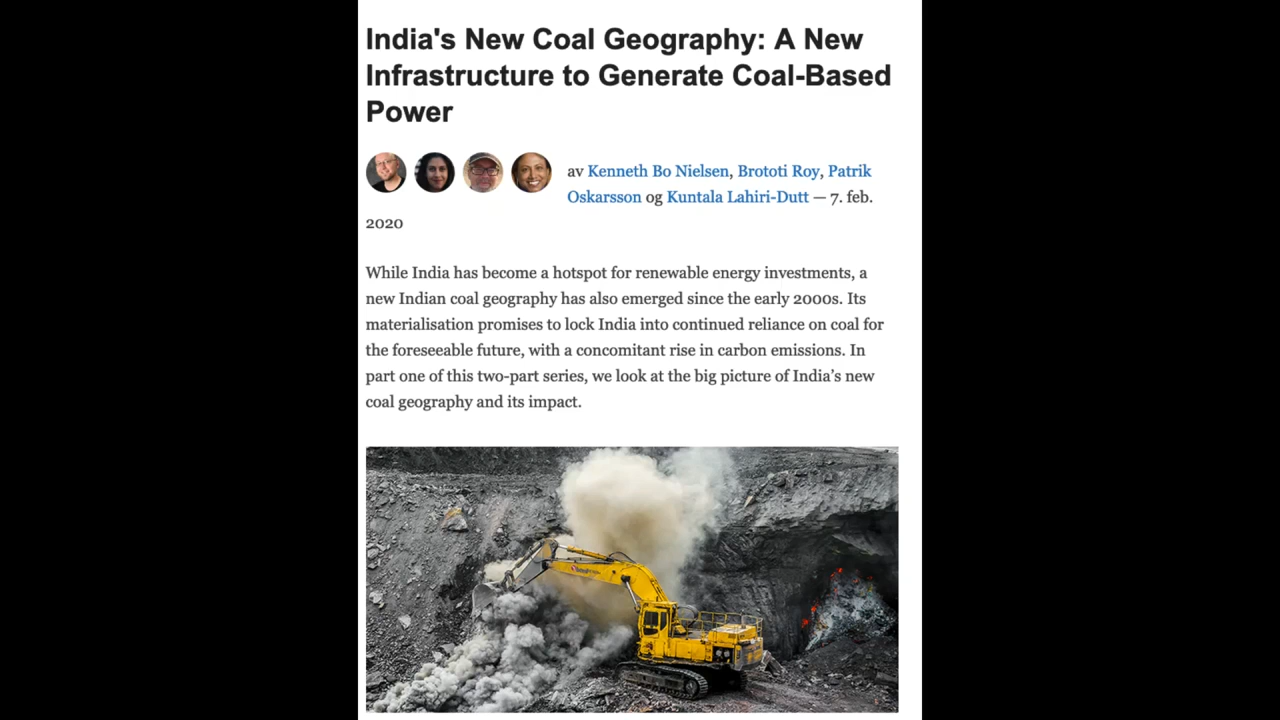 India's New Coal Geography: A New
Infrastructure to Generate Coal-Based
Power
av Kenneth Bo Nielsen, Brototi Roy, Patrik
Oskarsson og Kuntala Lahiri-Dutt — 7. feb.
2020
While India has become a hotspot for renewable energy investments, a
new Indian coal geography has also emerged since the early 2000s. Its
materialisation promises to lock India into continued reliance on coal for
the foreseeable future, with a concomitant rise in carbon emissions. In
part one of this two-part series, we look at the big picture of India’s new
coal geography and its impact.